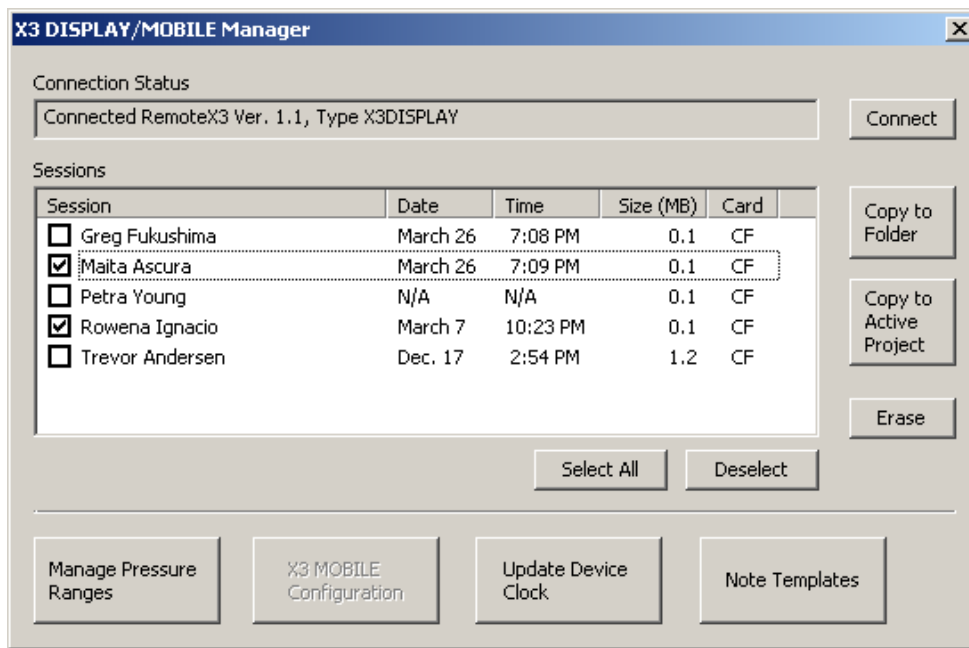 X3 DISPLAY/MOBILE Manager
Connection Status
Connected RemoteX3 Ver. 1.1, Type X3DISPLAY
Connect
Sessions
Session Date Time Size (MB) Card
Greg Fukushima March 26 7:08 PM 0.1 CF
Maita Ascura March 26 7:09 PM 0.1 CF
Petra Young N/A N/A 0.1 CF
Rowena Ignacio March 7 10:23 PM 0.1 CF
Trevor Andersen Dec. 17 2:54 PM 1.2 CF
Copy to
Folder
Copy to
Active
Project
Erase
Select All
Deselect
Manage Pressure
Ranges
X3 MOBILE
Configuration
Update Device
Clock
Note Templates